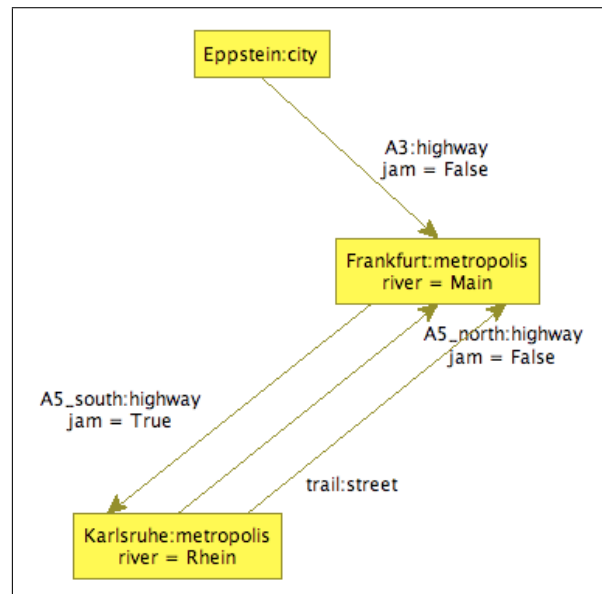 Eppstein:city
A3:highway
jam = False
Frankfurt:metropolis
river = Main
A5_north:highway
jam = False
A5_south:highway
jam = True
trail:street
Karlsruhe:metropolis
river = Rhein